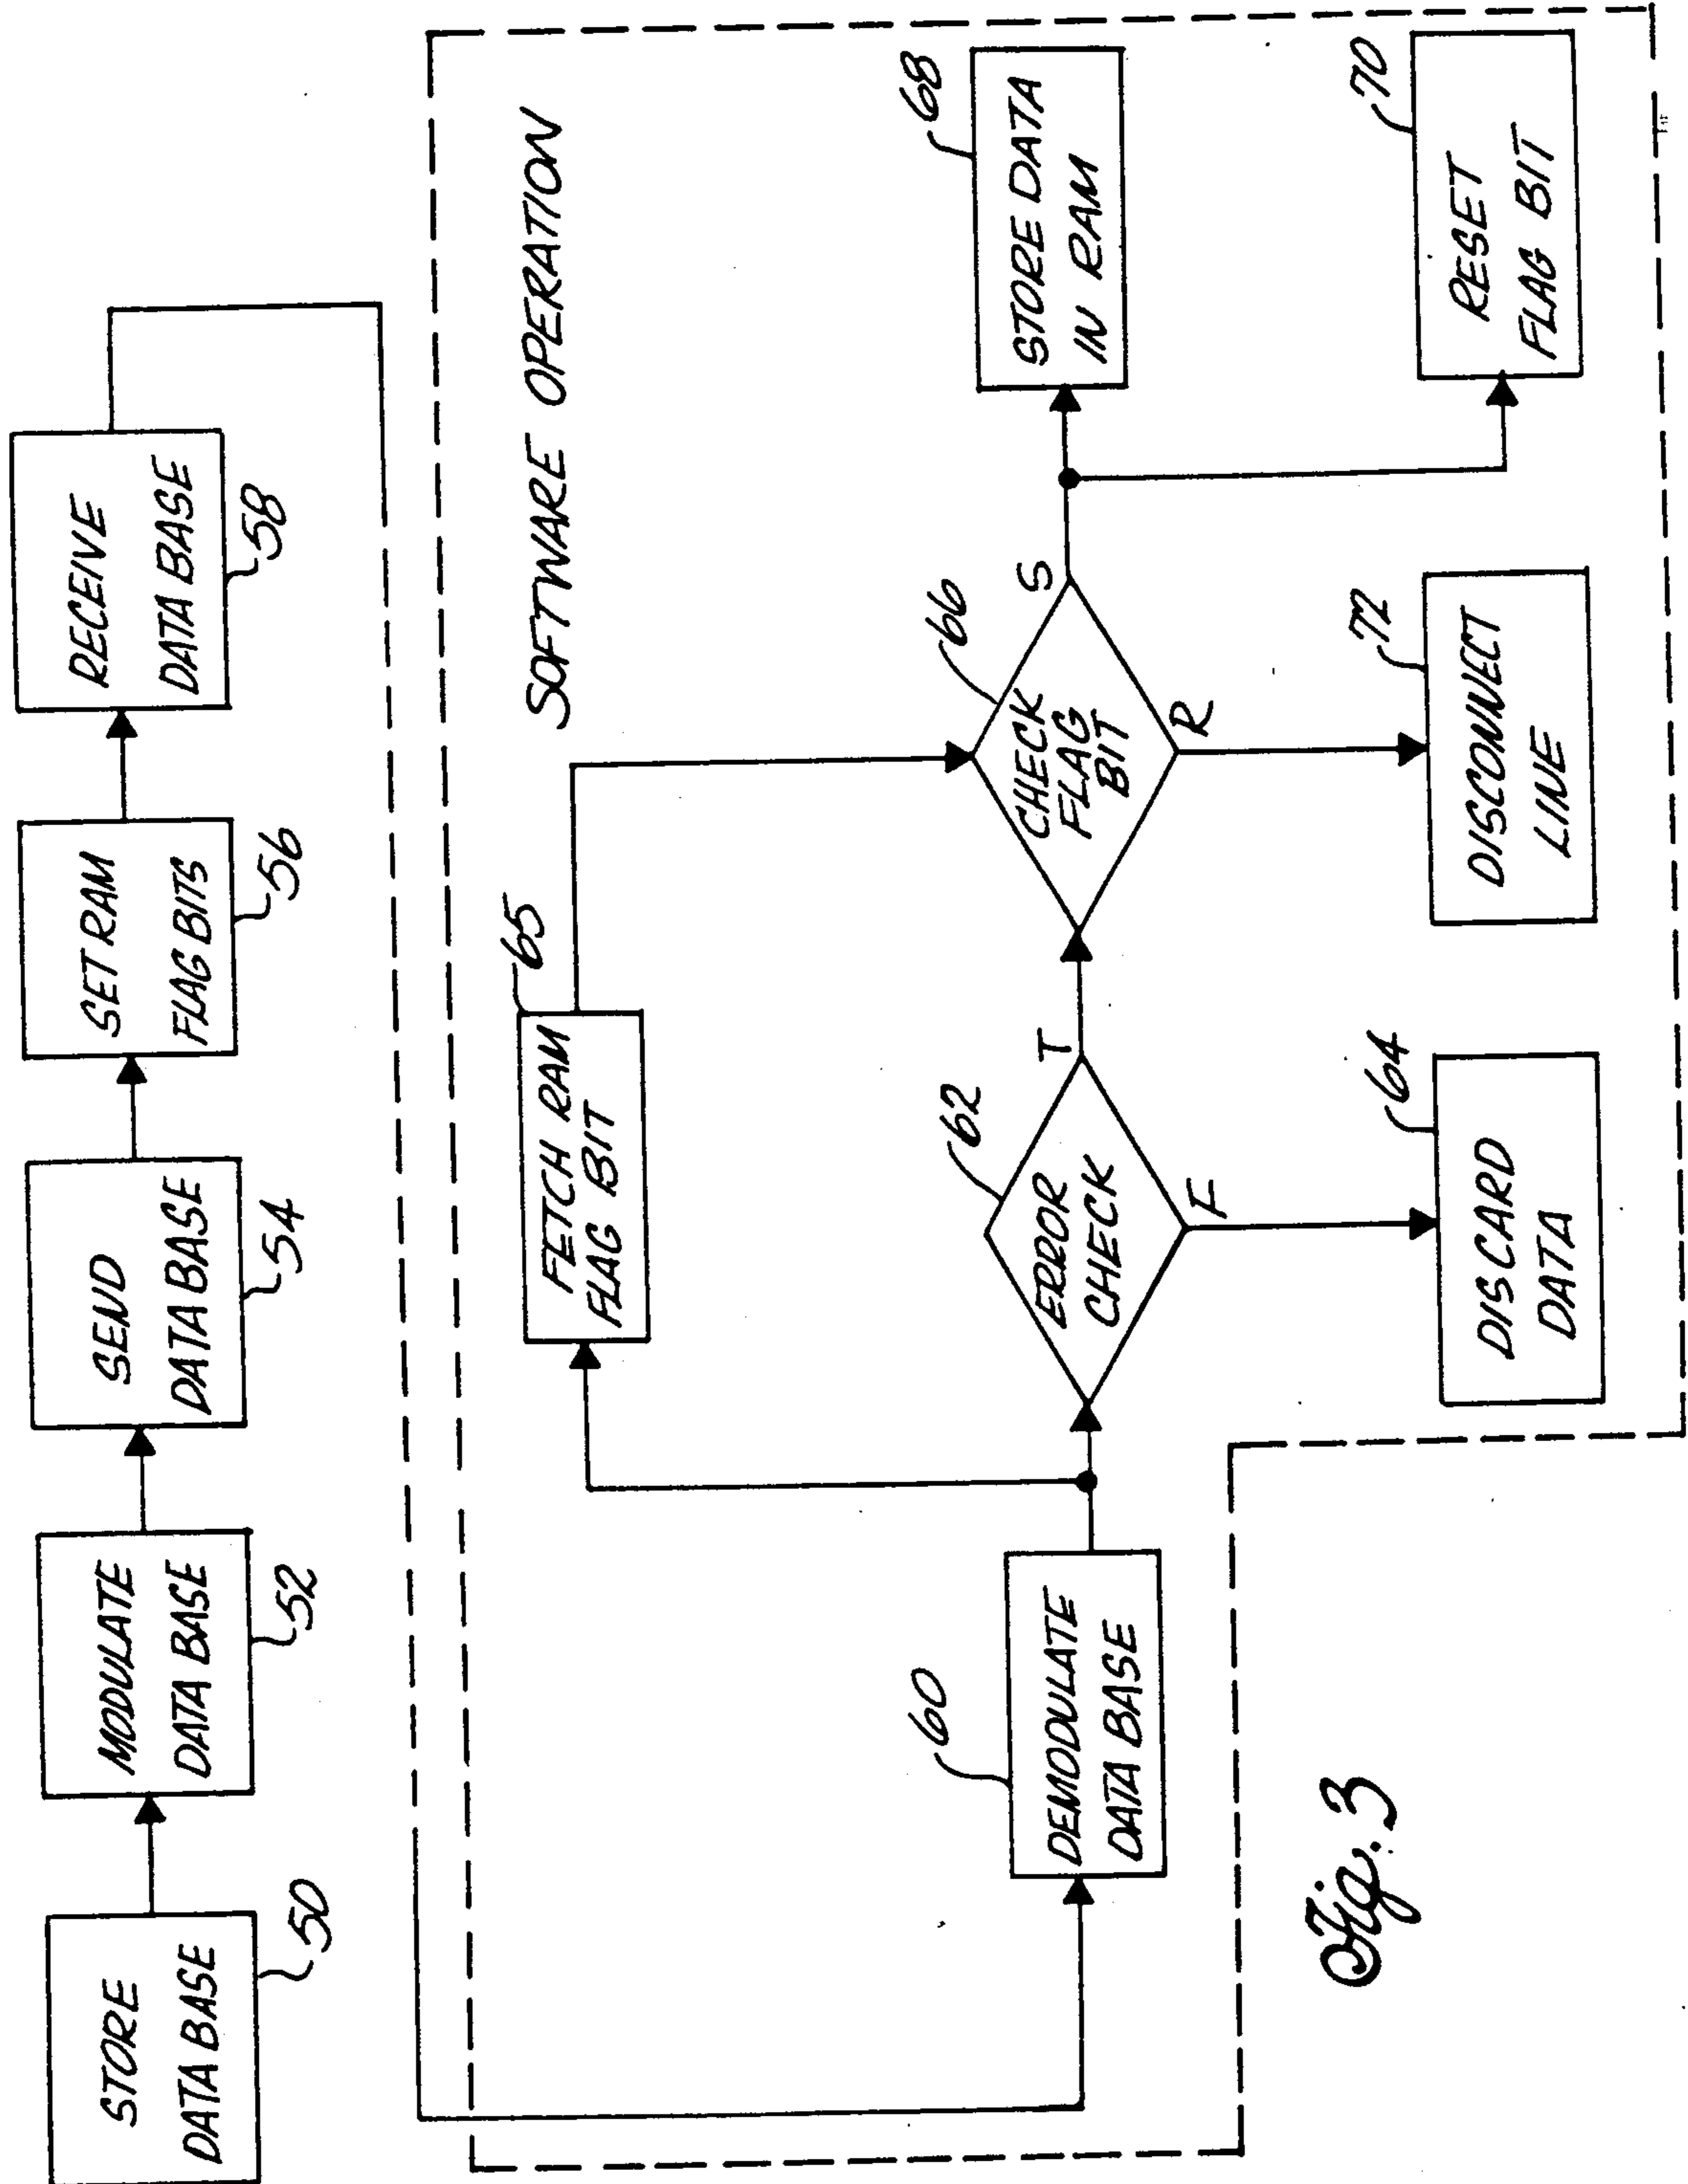 STORE
DATA BASE
50
MODULATE
DATA BASE
52
SEND
DATA BASE
54
SET RAM
FLAG BITS
56
RECEIVE
DATA BASE
58
SOFTWARE OPERATION
60
DEMODULATE
DATA BASE
65
FETCH RAM
FLAG BIT
62
ERROR
CHECK
T
F
64
DISCARD
DATA
66
CHECK
FLAG
BIT
S
R
72
DISCONNECT
LINE
68
STORE DATA
IN RAM
70
RESET
FLAG BIT
Fig. 3